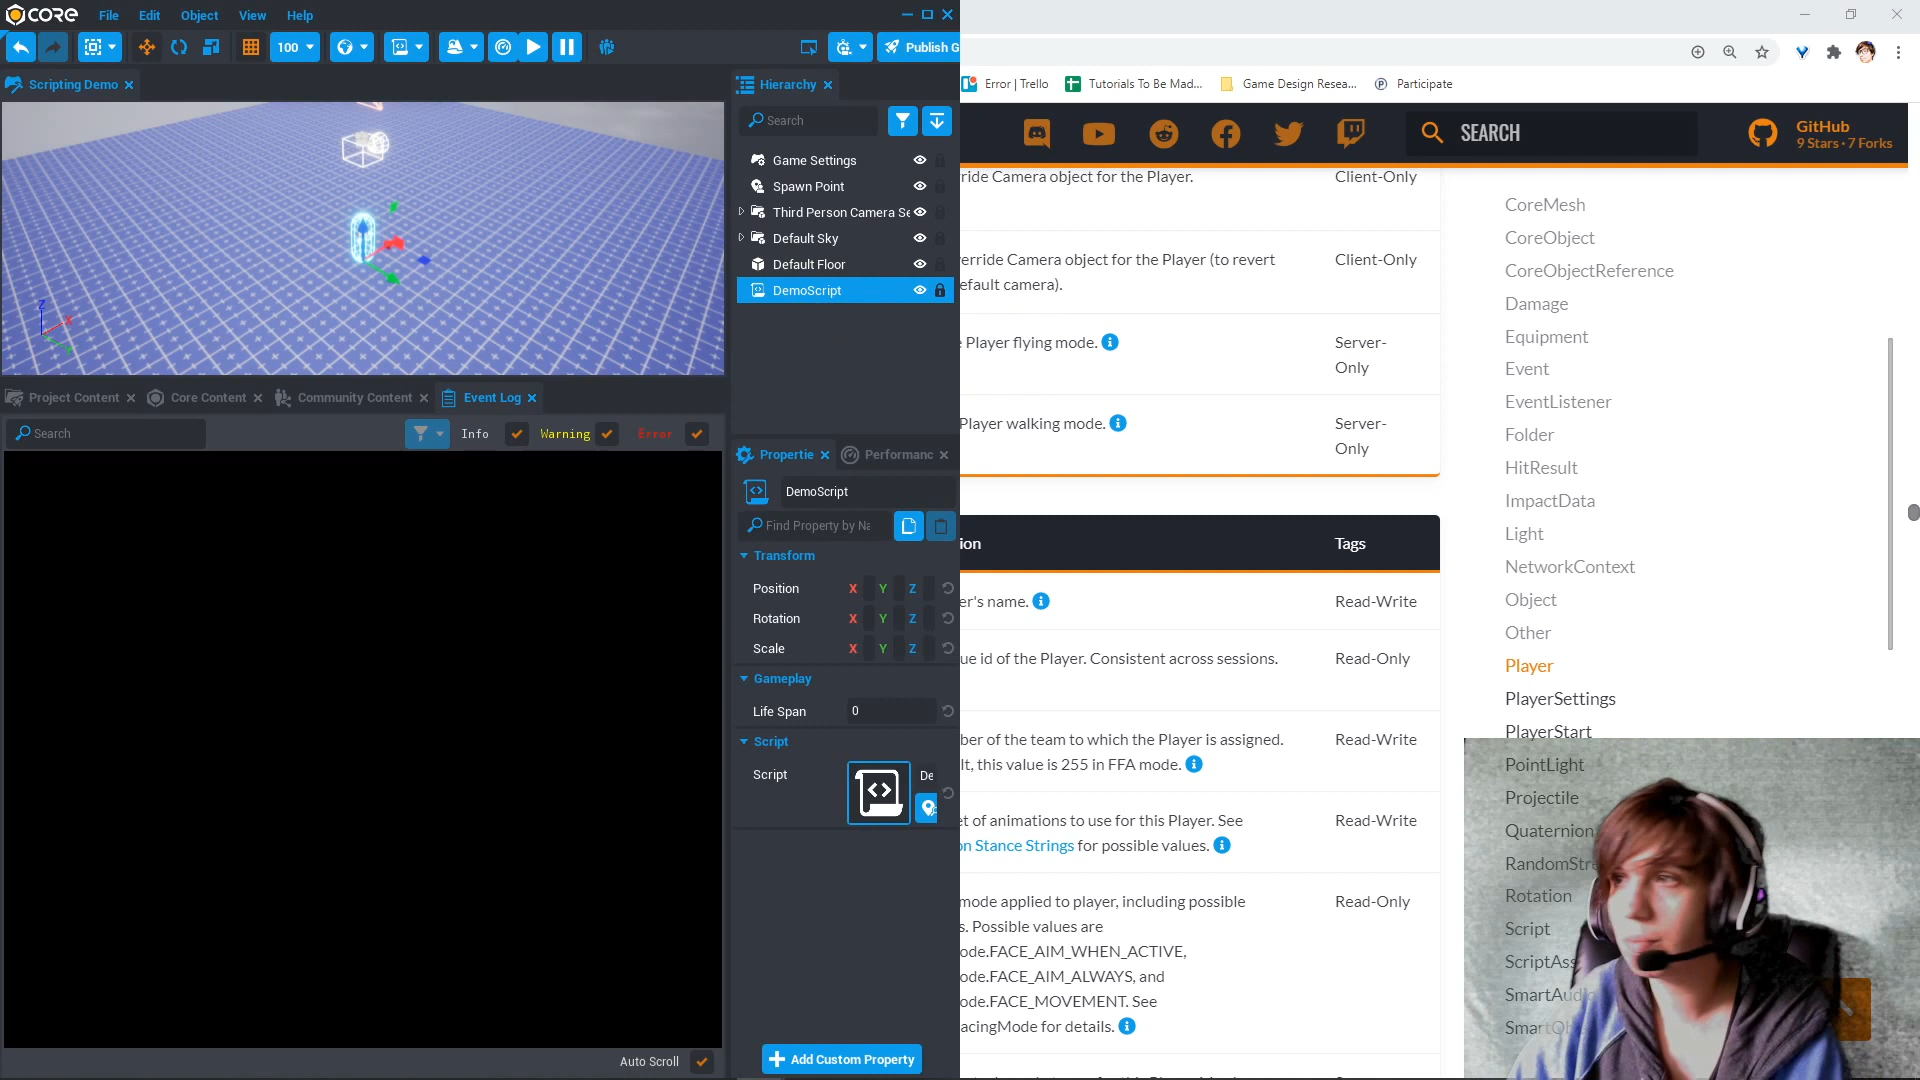 CORE
File Edit Object View Help
100
Publish G
Scripting Demo
Hierarchy
Search
Game Settings
Spawn Point
Third Person Camera Se
Default Sky
Default Floor
DemoScript
Z
X
Project Content
Core Content
Community Content
Event Log
Search
Info
Warning
Error
Auto Scroll
Propertie
Performanc
DemoScript
Find Property by Na
Transform
Position X Y Z
Rotation X Y Z
Scale X Y Z
Gameplay
Life Span 0
Script
Script
De
Add Custom Property
Error | Trello
Tutorials To Be Mad...
Game Design Resea...
Participate
SEARCH
GitHub
9 Stars · 7 Forks
ride Camera object for the Player.
Client-Only
erride Camera object for the Player (to revert
efault camera).
Client-Only
Player flying mode.
Server-
Only
Player walking mode.
Server-
Only
ion
Tags
er's name.
Read-Write
ue id of the Player. Consistent across sessions.
Read-Only
ber of the team to which the Player is assigned.
lt, this value is 255 in FFA mode.
Read-Write
et of animations to use for this Player. See
on Stance Strings for possible values.
Read-Write
mode applied to player, including possible
s. Possible values are
ode.FACE_AIM_WHEN_ACTIVE,
ode.FACE_AIM_ALWAYS, and
ode.FACE_MOVEMENT. See
acingMode for details.
Read-Only
CoreMesh
CoreObject
CoreObjectReference
Damage
Equipment
Event
EventListener
Folder
HitResult
ImpactData
Light
NetworkContext
Object
Other
Player
PlayerSettings
PlayerStart
PointLight
Projectile
Quaternion
RandomStre
Rotation
Script
ScriptAss
SmartAudio
SmartOb